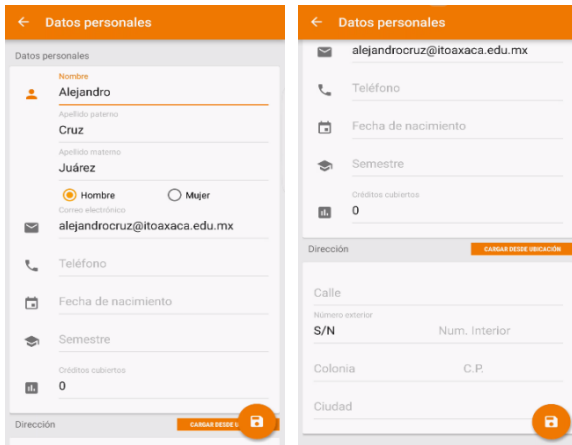 Datos personales
Datos personales
Nombre
Alejandro
Apellido paterno
Cruz
Apellido materno
Juárez
Hombre Mujer
Correo electrónico
alejandrocruz@itoaxaca.edu.mx
Teléfono
Fecha de nacimiento
Semestre
Créditos cubiertos
0
Dirección CARGAR DESDE U
Datos personales
alejandrocruz@itoaxaca.edu.mx
Teléfono
Fecha de nacimiento
Semestre
Créditos cubiertos
0
Dirección CARGAR DESDE UBICACIÓN
Calle
Número exterior
S/N Num. Interior
Colonia C.P.
Ciudad